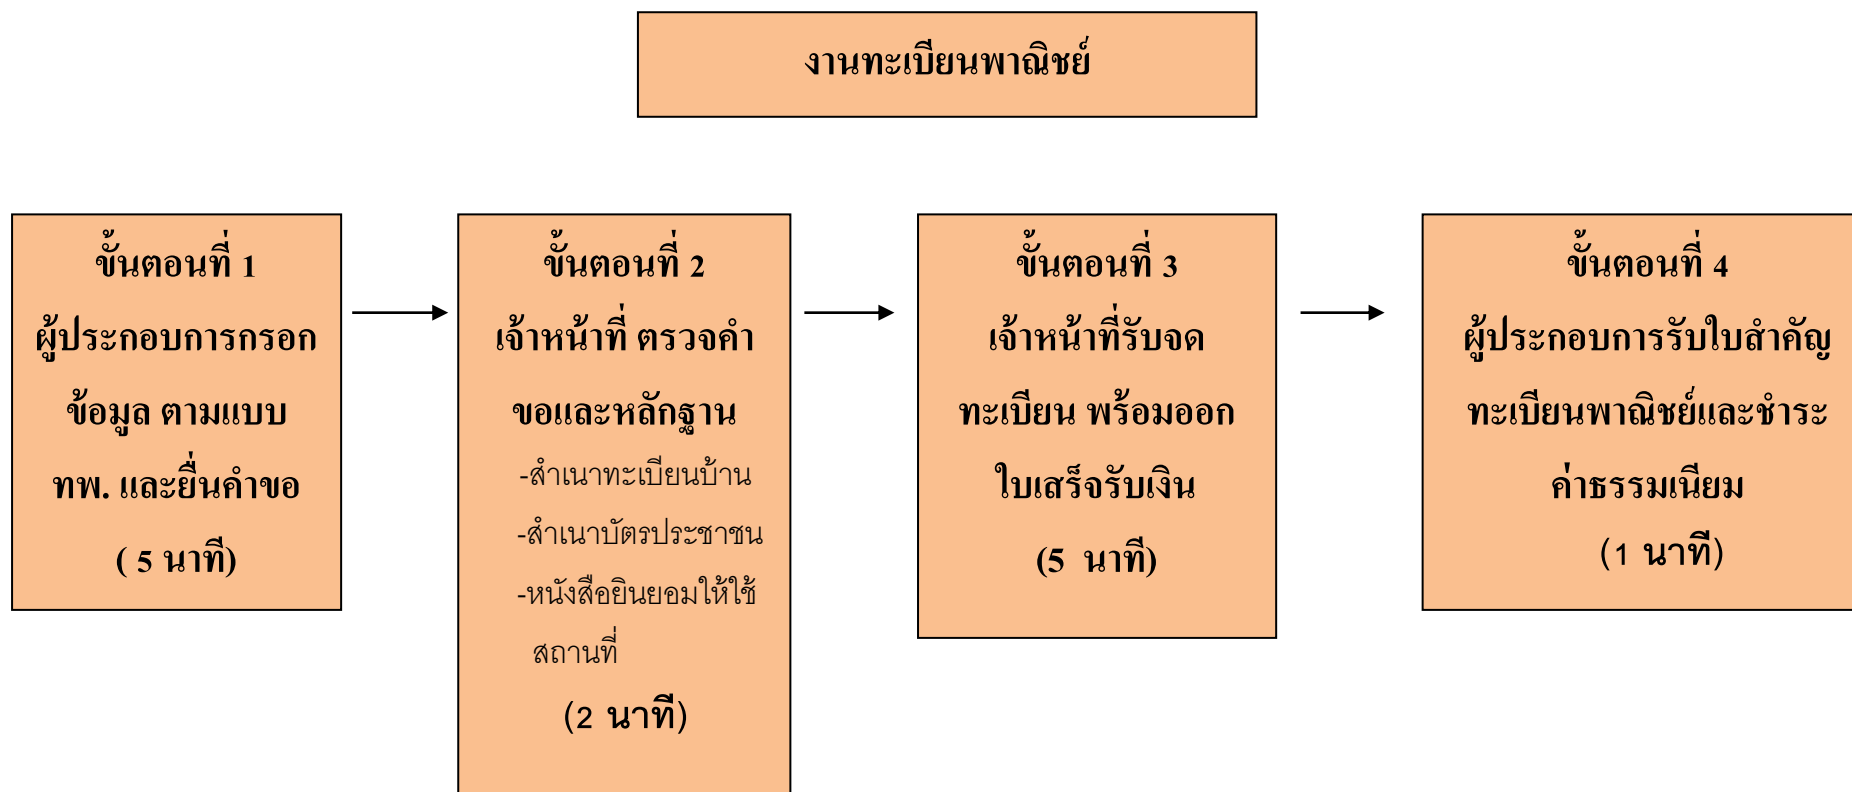 งานทะเบียนพาณิชย์
ขั้นตอนที่ 1
ผู้ประกอบการกรอก
ข้อมูล ตามแบบ
ทพ. และยื่นคำขอ
( 5 นาที)
ขั้นตอนที่ 2
เจ้าหน้าที่ ตรวจคำ
ขอและหลักฐาน
-สำเนาทะเบียนบ้าน
-สำเนาบัตรประชาชน
-หนังสือยินยอมให้ใช้
สถานที่
(2 นาที)
ขั้นตอนที่ 3
เจ้าหน้าที่รับจด
ทะเบียน พร้อมออก
ใบเสร็จรับเงิน
(5 นาที)
ขั้นตอนที่ 4
ผู้ประกอบการรับใบสำคัญ
ทะเบียนพาณิชย์และชำระ
ค่าธรรมเนียม
(1 นาที)